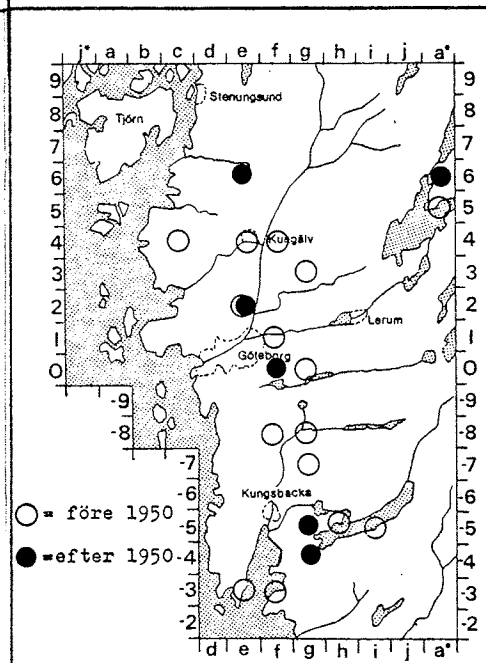 j* a b c d e f g h i j a*
9 9
8 Stenungsund 8
Tjörn
7 7
6 6
5 5
4 Kungälv 4
3 3
2 2
Lerum
1 1
Göteborg
0 0
-9 -9
-8 -8
-7 -7
-6 Kungsbacka -6
○ = före 1950
-5 -5
● =efter 1950 -4 -4
-3 -3
-2 -2
d e f g h i j a*